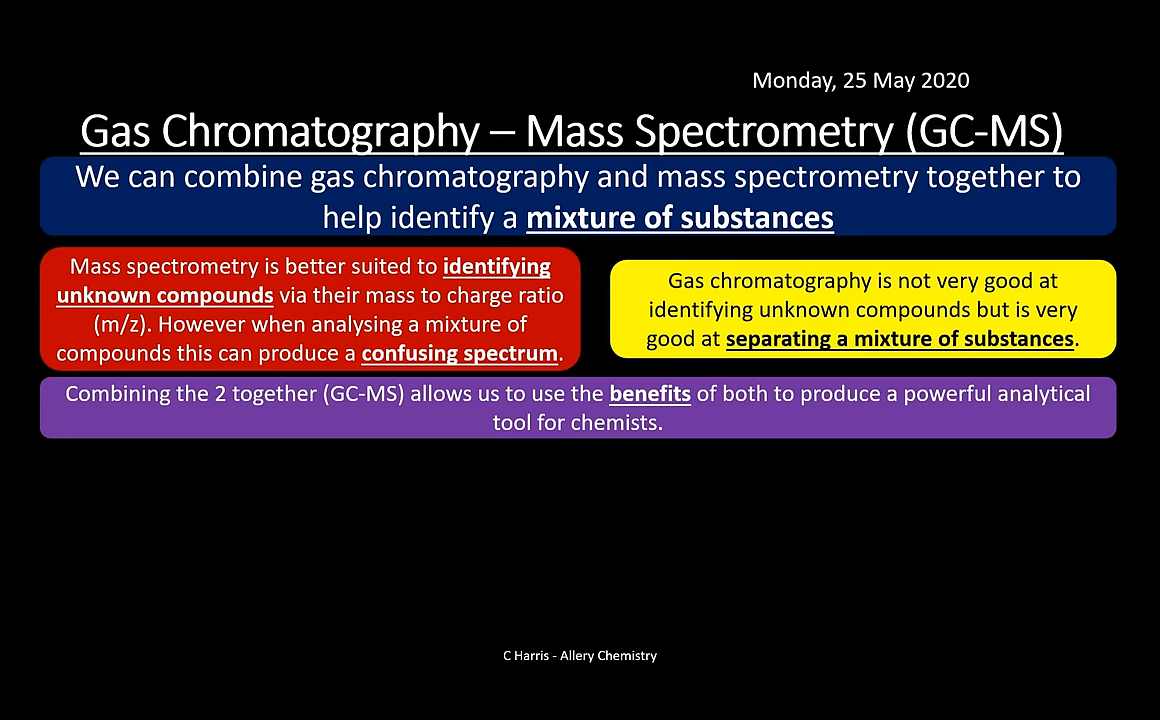 Monday, 25 May 2020
Gas Chromatography – Mass Spectrometry (GC-MS)
We can combine gas chromatography and mass spectrometry together to
help identify a mixture of substances
Mass spectrometry is better suited to identifying
unknown compounds via their mass to charge ratio
(m/z). However when analysing a mixture of
compounds this can produce a confusing spectrum.
Gas chromatography is not very good at
identifying unknown compounds but is very
good at separating a mixture of substances.
Combining the 2 together (GC-MS) allows us to use the benefits of both to produce a powerful analytical
tool for chemists.
C Harris - Allery Chemistry